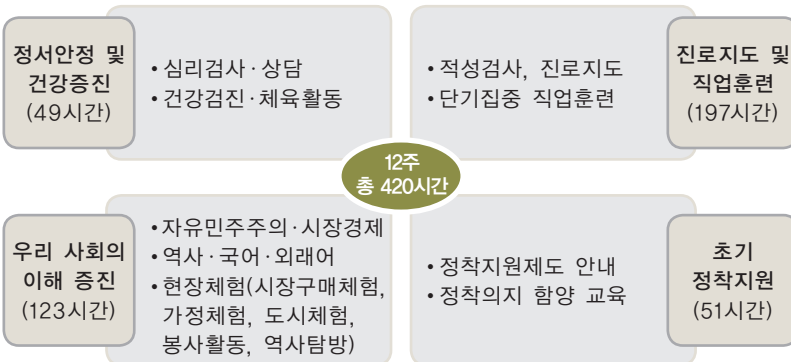 정서안정 및
건강증진
(49시간)
• 심리검사·상담
• 건강검진·체육활동
• 적성검사, 진로지도
• 단기집중 직업훈련
진로지도 및
직업훈련
(197시간)
12주
총 420시간
우리 사회의
이해 증진
(123시간)
• 자유민주주의·시장경제
• 역사·국어·외래어
• 현장체험(시장구매체험,
가정체험, 도시체험,
봉사활동, 역사탐방)
• 정착지원제도 안내
• 정착의지 함양 교육
초기
정착지원
(51시간)